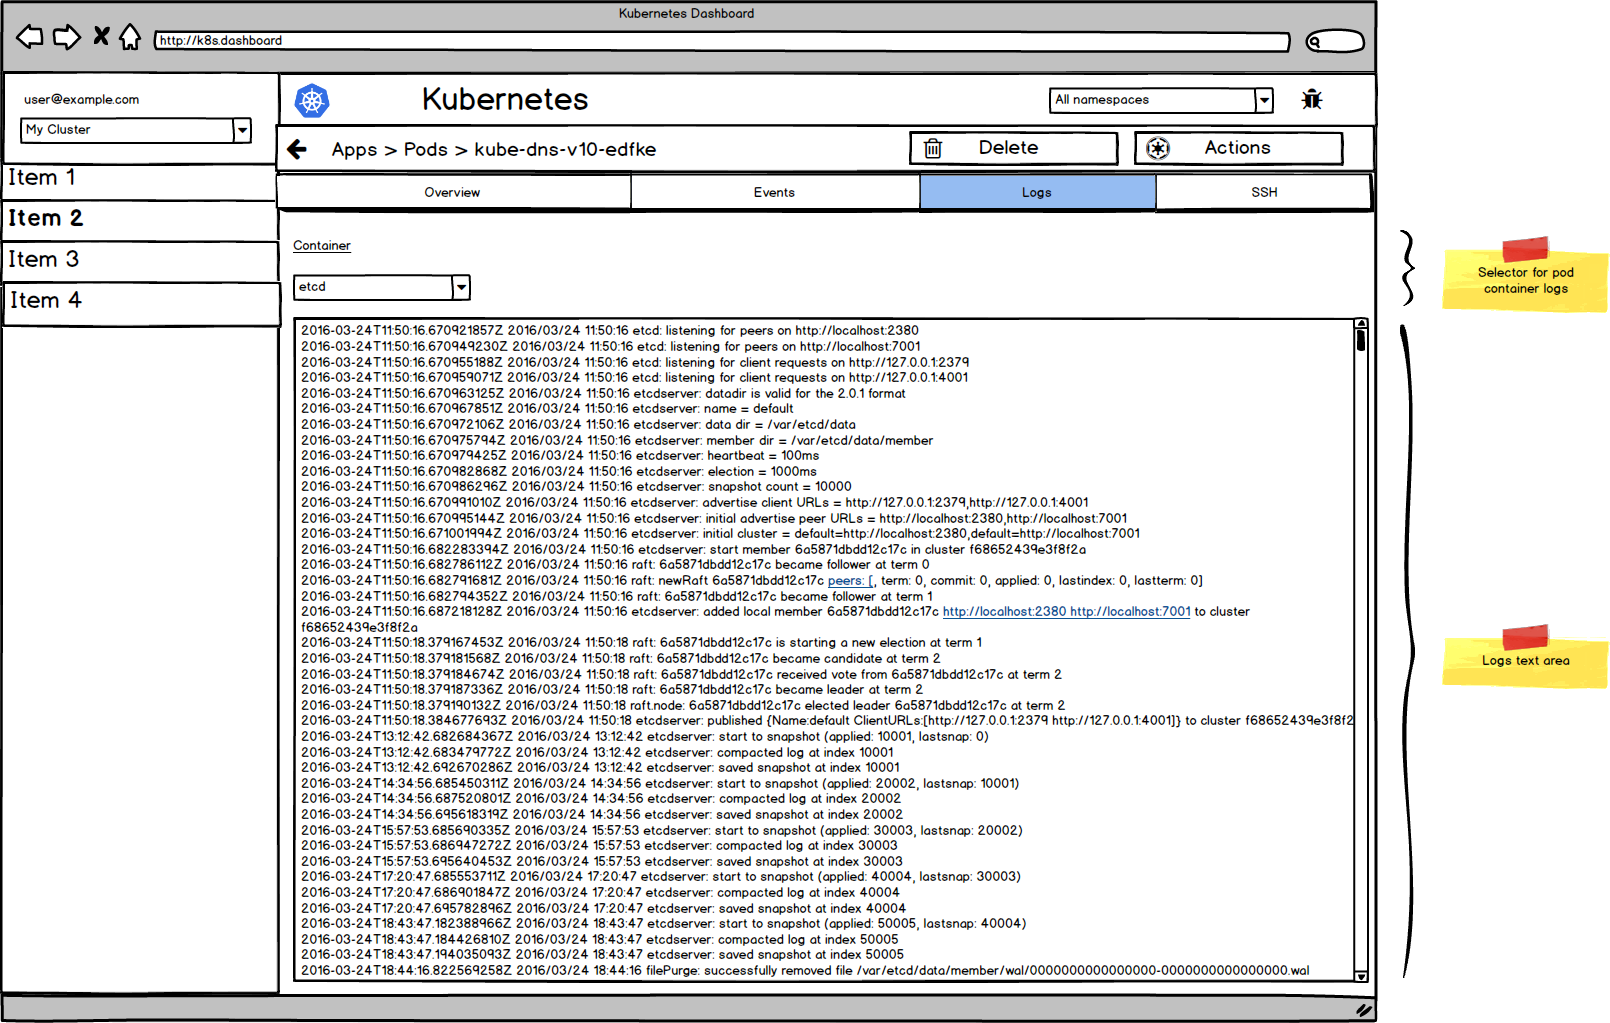 Kubernetes Dashboard
http://k8s.dashboard
user@example.com
My Cluster
Item 1
Item 2
Item 3
Item 4
Kubernetes
All namespaces
Apps > Pods > kube-dns-v10-edfke
Delete
Actions
Overview
Events
Logs
SSH
Container
etcd
2016-03-24T11:50:16.670921857Z 2016/03/24 11:50:16 etcd: listening for peers on http://localhost:2380
2016-03-24T11:50:16.670949230Z 2016/03/24 11:50:16 etcd: listening for peers on http://localhost:7001
2016-03-24T11:50:16.670955188Z 2016/03/24 11:50:16 etcd: listening for client requests on http://127.0.0.1:2379
2016-03-24T11:50:16.670959071Z 2016/03/24 11:50:16 etcd: listening for client requests on http://127.0.0.1:4001
2016-03-24T11:50:16.670963125Z 2016/03/24 11:50:16 etcdserver: datadir is valid for the 2.0.1 format
2016-03-24T11:50:16.670967851Z 2016/03/24 11:50:16 etcdserver: name = default
2016-03-24T11:50:16.670972106Z 2016/03/24 11:50:16 etcdserver: data dir = /var/etcd/data
2016-03-24T11:50:16.670975794Z 2016/03/24 11:50:16 etcdserver: member dir = /var/etcd/data/member
2016-03-24T11:50:16.670979425Z 2016/03/24 11:50:16 etcdserver: heartbeat = 100ms
2016-03-24T11:50:16.670982868Z 2016/03/24 11:50:16 etcdserver: election = 1000ms
2016-03-24T11:50:16.670986296Z 2016/03/24 11:50:16 etcdserver: snapshot count = 10000
2016-03-24T11:50:16.670991010Z 2016/03/24 11:50:16 etcdserver: advertise client URLs = http://127.0.0.1:2379,http://127.0.0.1:4001
2016-03-24T11:50:16.670995144Z 2016/03/24 11:50:16 etcdserver: initial advertise peer URLs = http://localhost:2380,http://localhost:7001
2016-03-24T11:50:16.671001994Z 2016/03/24 11:50:16 etcdserver: initial cluster = default=http://localhost:2380,default=http://localhost:7001
2016-03-24T11:50:16.682283394Z 2016/03/24 11:50:16 etcdserver: start member 6a5871dbdd12c17c in cluster f68652439e3f8f2a
2016-03-24T11:50:16.682786112Z 2016/03/24 11:50:16 raft: 6a5871dbdd12c17c became follower at term 0
2016-03-24T11:50:16.682791681Z 2016/03/24 11:50:16 raft: newRaft 6a5871dbdd12c17c peers: [, term: 0, commit: 0, applied: 0, lastindex: 0, lastterm: 0]
2016-03-24T11:50:16.682794352Z 2016/03/24 11:50:16 raft: 6a5871dbdd12c17c became follower at term 1
2016-03-24T11:50:16.687218128Z 2016/03/24 11:50:16 etcdserver: added local member 6a5871dbdd12c17c http://localhost:2380 http://localhost:7001 to cluster
f68652439e3f8f2a
2016-03-24T11:50:18.379167453Z 2016/03/24 11:50:18 raft: 6a5871dbdd12c17c is starting a new election at term 1
2016-03-24T11:50:18.379181568Z 2016/03/24 11:50:18 raft: 6a5871dbdd12c17c became candidate at term 2
2016-03-24T11:50:18.379184674Z 2016/03/24 11:50:18 raft: 6a5871dbdd12c17c received vote from 6a5871dbdd12c17c at term 2
2016-03-24T11:50:18.379187336Z 2016/03/24 11:50:18 raft: 6a5871dbdd12c17c became leader at term 2
2016-03-24T11:50:18.379190132Z 2016/03/24 11:50:18 raft.node: 6a5871dbdd12c17c elected leader 6a5871dbdd12c17c at term 2
2016-03-24T11:50:18.384677693Z 2016/03/24 11:50:18 etcdserver: published {Name:default ClientURLs:[http://127.0.0.1:2379 http://127.0.0.1:4001]} to cluster f68652439e3f8f2
2016-03-24T13:12:42.682684367Z 2016/03/24 13:12:42 etcdserver: start to snapshot (applied: 10001, lastsnap: 0)
2016-03-24T13:12:42.683479772Z 2016/03/24 13:12:42 etcdserver: compacted log at index 10001
2016-03-24T13:12:42.692670286Z 2016/03/24 13:12:42 etcdserver: saved snapshot at index 10001
2016-03-24T14:34:56.685450311Z 2016/03/24 14:34:56 etcdserver: start to snapshot (applied: 20002, lastsnap: 10001)
2016-03-24T14:34:56.687520801Z 2016/03/24 14:34:56 etcdserver: compacted log at index 20002
2016-03-24T14:34:56.695618319Z 2016/03/24 14:34:56 etcdserver: saved snapshot at index 20002
2016-03-24T15:57:53.685690335Z 2016/03/24 15:57:53 etcdserver: start to snapshot (applied: 30003, lastsnap: 20002)
2016-03-24T15:57:53.686947272Z 2016/03/24 15:57:53 etcdserver: compacted log at index 30003
2016-03-24T15:57:53.695640453Z 2016/03/24 15:57:53 etcdserver: saved snapshot at index 30003
2016-03-24T17:20:47.685553711Z 2016/03/24 17:20:47 etcdserver: start to snapshot (applied: 40004, lastsnap: 30003)
2016-03-24T17:20:47.686901847Z 2016/03/24 17:20:47 etcdserver: compacted log at index 40004
2016-03-24T17:20:47.695782896Z 2016/03/24 17:20:47 etcdserver: saved snapshot at index 40004
2016-03-24T18:43:47.182388966Z 2016/03/24 18:43:47 etcdserver: start to snapshot (applied: 50005, lastsnap: 40004)
2016-03-24T18:43:47.184426810Z 2016/03/24 18:43:47 etcdserver: compacted log at index 50005
2016-03-24T18:43:47.194035093Z 2016/03/24 18:43:47 etcdserver: saved snapshot at index 50005
2016-03-24T18:44:16.822569258Z 2016/03/24 18:44:16 filePurge: successfully removed file /var/etcd/data/member/wal/0000000000000000-0000000000000000.wal
Selector for pod
container logs
Logs text area